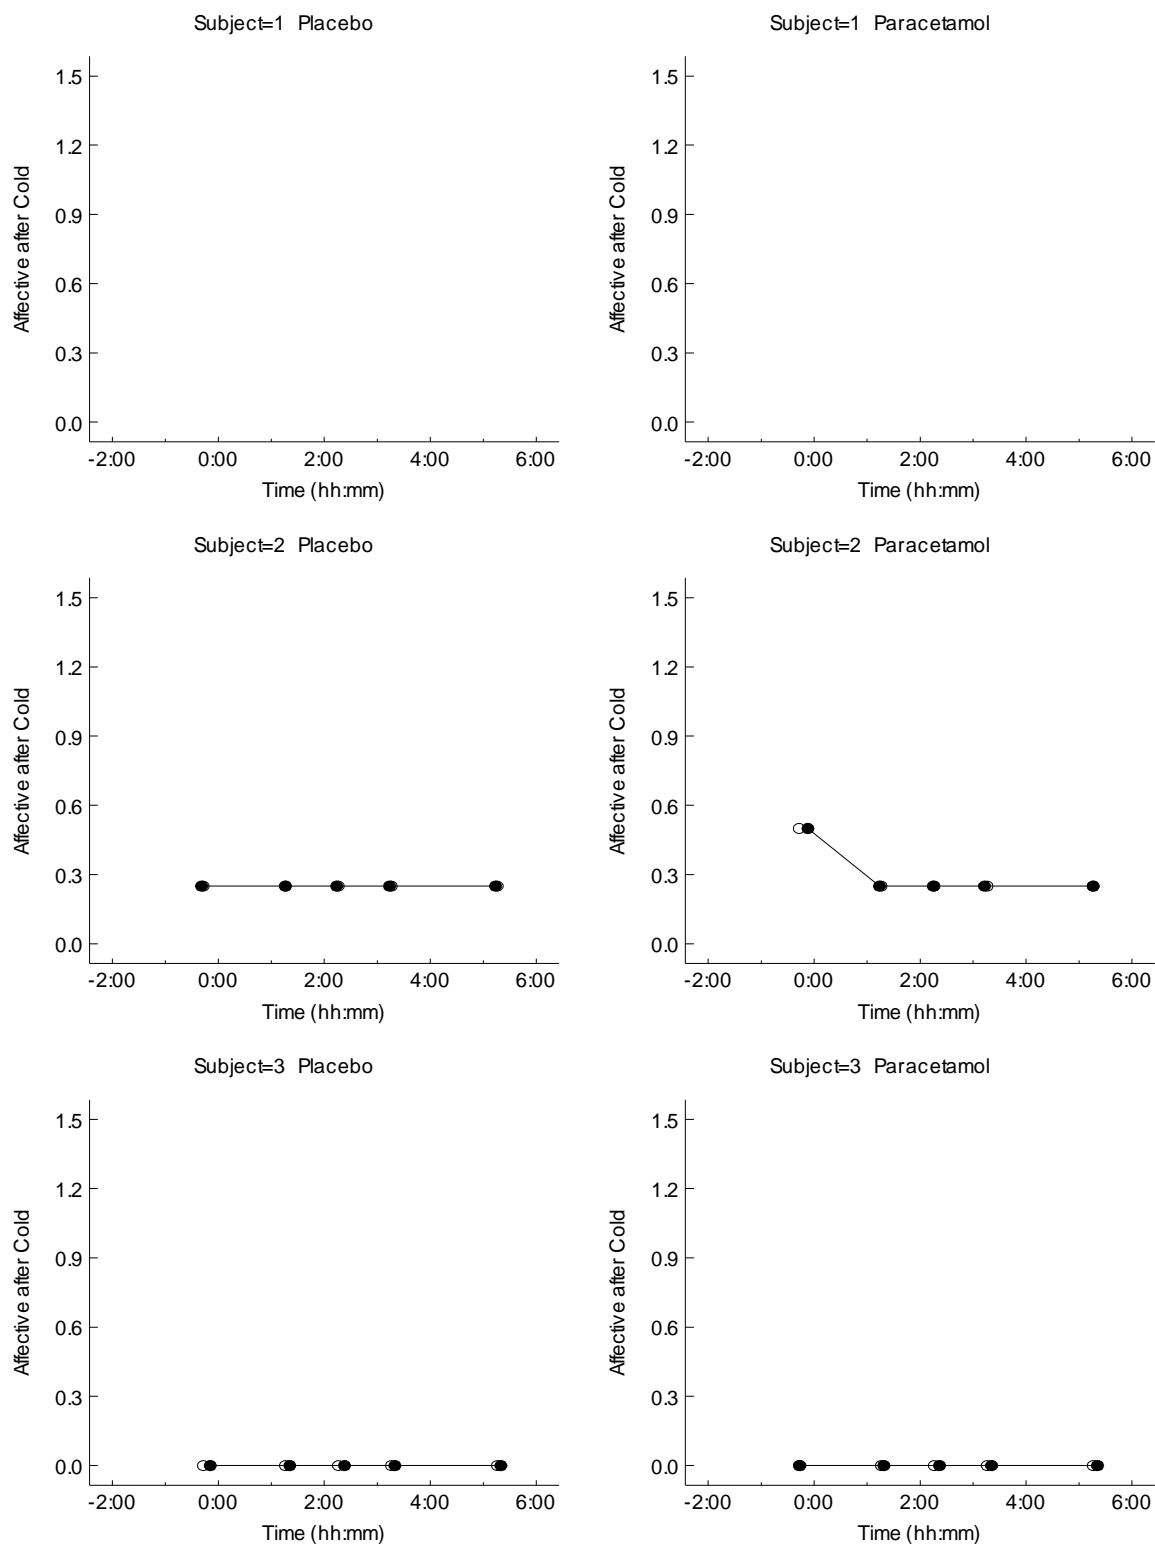 Subject=1 Placebo
Affective after Cold
1.5
1.2
0.9
0.6
0.3
0.0
-2:00 0:00 2:00 4:00 6:00
Time (hh:mm)
Subject=1 Paracetamol
Affective after Cold
1.5
1.2
0.9
0.6
0.3
0.0
-2:00 0:00 2:00 4:00 6:00
Time (hh:mm)
Subject=2 Placebo
Affective after Cold
1.5
1.2
0.9
0.6
0.3
0.0
-2:00 0:00 2:00 4:00 6:00
Time (hh:mm)
Subject=2 Paracetamol
Affective after Cold
1.5
1.2
0.9
0.6
0.3
0.0
-2:00 0:00 2:00 4:00 6:00
Time (hh:mm)
Subject=3 Placebo
Affective after Cold
1.5
1.2
0.9
0.6
0.3
0.0
-2:00 0:00 2:00 4:00 6:00
Time (hh:mm)
Subject=3 Paracetamol
Affective after Cold
1.5
1.2
0.9
0.6
0.3
0.0
-2:00 0:00 2:00 4:00 6:00
Time (hh:mm)